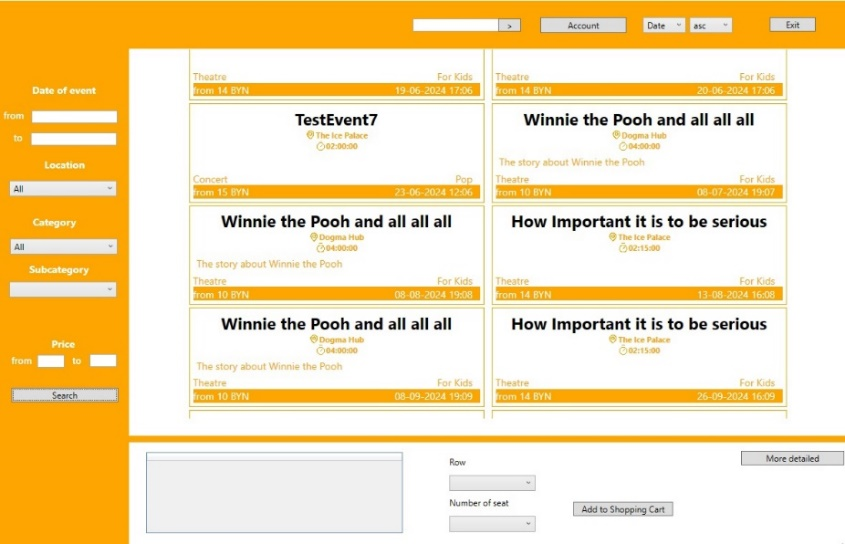 > Account Date asc Exit
Date of event
from
to
Location
All
Category
All
Subcategory
Price
from to
Search
Theatre For Kids
from 14 BYN 19-06-2024 17:06
Theatre For Kids
from 14 BYN 20-06-2024 17:06
TestEvent7
The Ice Palace
02:00:00
Concert Pop
from 15 BYN 23-06-2024 12:06
Winnie the Pooh and all all all
Dogma Hub
04:00:00
The story about Winnie the Pooh
Theatre For Kids
from 10 BYN 08-07-2024 19:07
Winnie the Pooh and all all all
Dogma Hub
04:00:00
The story about Winnie the Pooh
Theatre For Kids
from 10 BYN 08-08-2024 19:08
How Important it is to be serious
The Ice Palace
02:15:00
Theatre For Kids
from 14 BYN 13-08-2024 16:08
Winnie the Pooh and all all all
Dogma Hub
04:00:00
The story about Winnie the Pooh
Theatre For Kids
from 10 BYN 08-09-2024 19:09
How Important it is to be serious
The Ice Palace
02:15:00
Theatre For Kids
from 14 BYN 26-09-2024 16:09
Row
Number of seat
Add to Shopping Cart
More detailed